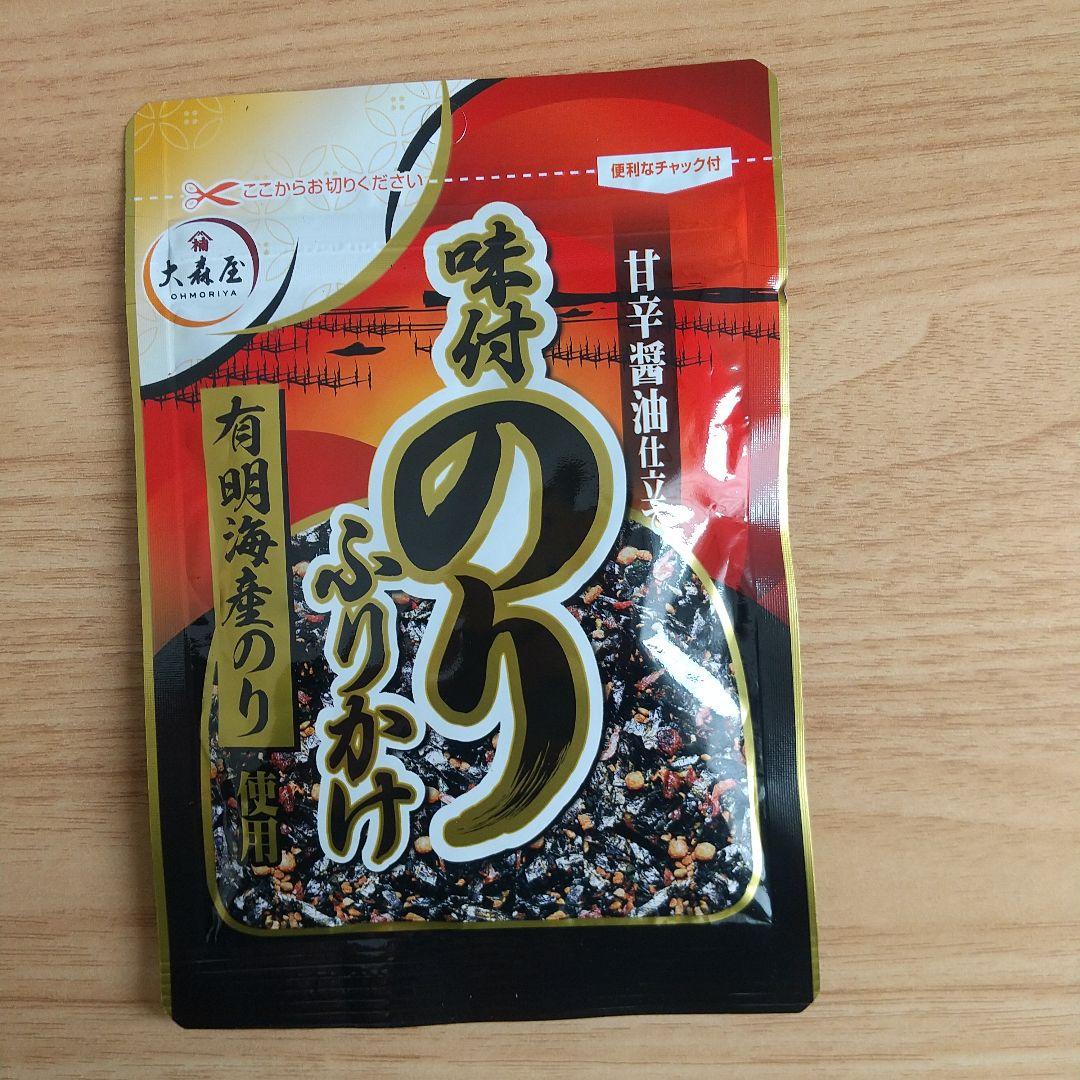 便利なチャック付
ここからお切りください
大森屋
OHMORIYA
味付
のり
ふりかけ
甘辛醤油仕立
有明海産のり
使用